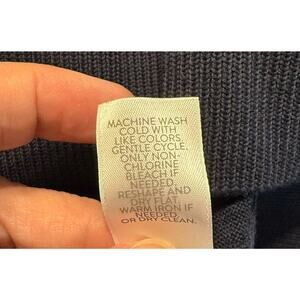 MACHINE WASH
COLD WITH
LIKE COLORS,
GENTLE CYCLE,
ONLY NON-
CHLORINE
BLEACH IF
NEEDED,
RESHAPE AND
DRY FLAT,
WARM IRON IF
NEEDED,
OR DRY CLEAN.